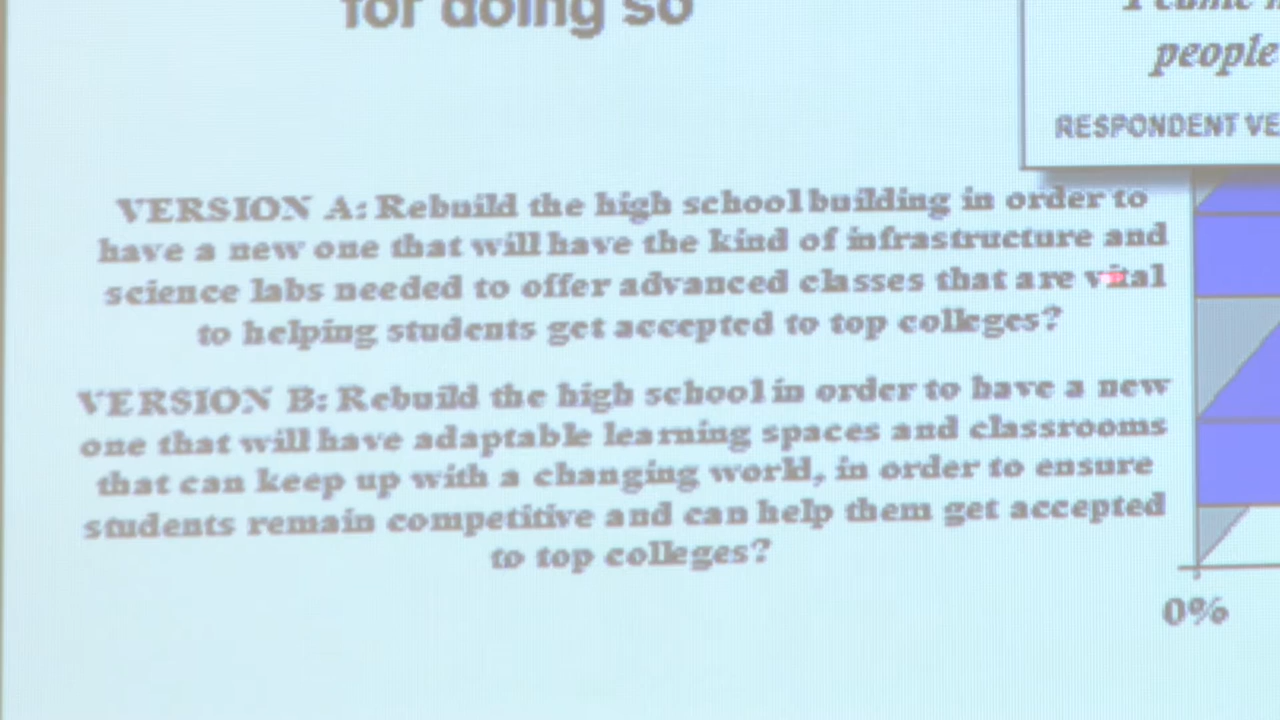 for doing so
people
RESPONDENT VE
VERSION A: Rebuild the high school building in order to
have a new one that will have the kind of infrastructure and
science labs needed to offer advanced classes that are vital
to helping students get accepted to top colleges?
VERSION B: Rebuild the high school in order to have a new
one that will have adaptable learning spaces and classrooms
that can keep up with a changing world, in order to ensure
students remain competitive and can help them get accepted
to top colleges?
0%